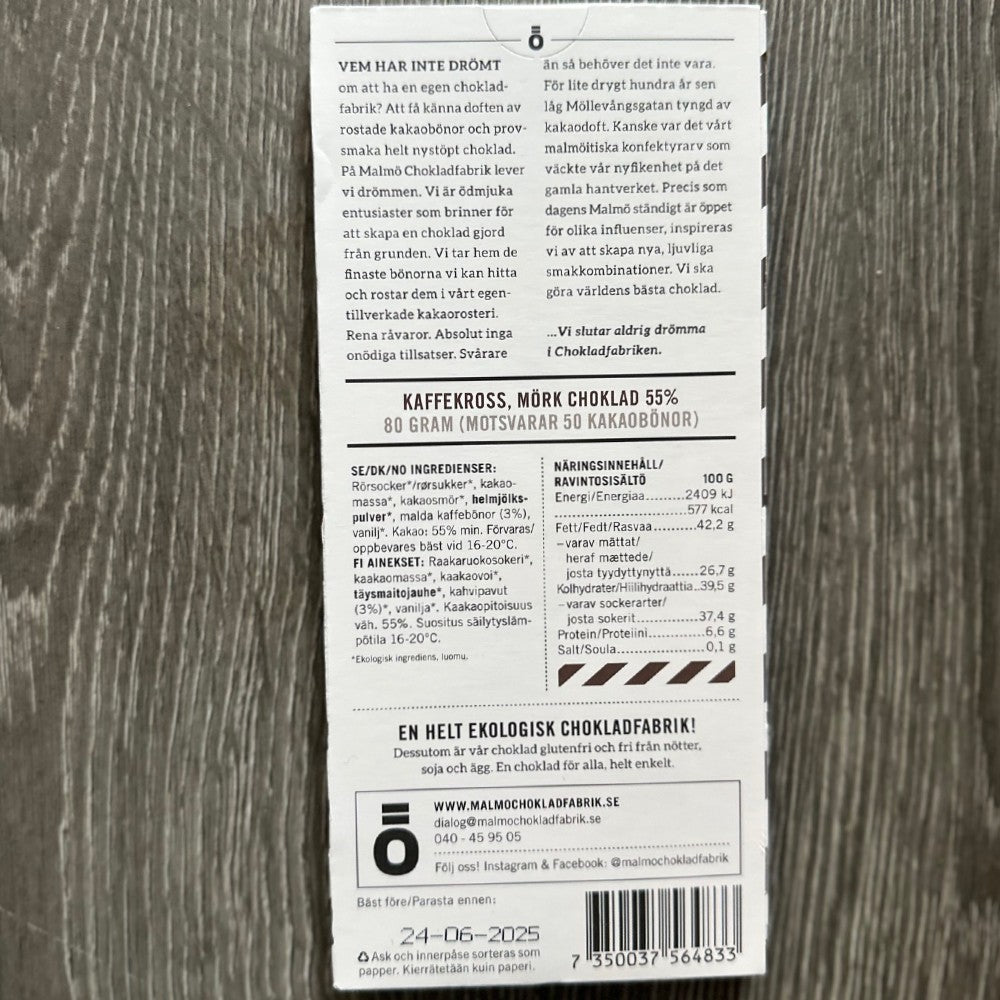 VEM HAR INTE DRÖMT
om att ha en egen choklad-
fabrik? Att få känna doften av
rostade kakaobönor och prov-
smaka helt nystöpt choklad.
På Malmö Chokladfabrik lever
vi drömmen. Vi är ödmjuka
entusiaster som brinner för
att skapa en choklad gjord
från grunden. Vi tar hem de
finaste bönorna vi kan hitta
och rostar dem i vårt egen-
tillverkade kakaorosteri.
Rena råvaror. Absolut inga
onödiga tillsatser. Svårare
än så behöver det inte vara.
För lite drygt hundra år sen
låg Möllevångsgatan tyngd av
kakaodoft. Kanske var det vårt
malmöitiska konfektyrarv som
väckte vår nyfikenhet på det
gamla hantverket. Precis som
dagens Malmö ständigt är öppet
för olika influenser, inspireras
vi av att skapa nya, ljuvliga
smakkombinationer. Vi ska
göra världens bästa choklad.
...Vi slutar aldrig drömma
i Chokladfabriken.
KAFFEKROSS, MÖRK CHOKLAD 55%
80 GRAM (MOTSVARAR 50 KAKAOBÖNOR)
SE/DK/NO INGREDIENSER:
Rörsocker*/rørsukker*, kakao-
massa*, kakaosmör*, helmjölks-
pulver*, malda kaffebönor (3%),
vanilj*. Kakao: 55% min. Förvaras/
oppbevares bäst vid 16-20°C.
FI AINEKSET: Raakaruokosokeri*,
kaakaomassa*, kaakaovoi*,
täysmaitojauhe*, kahvipavut
(3%)*, vanilja*. Kaakaopitoisuus
väh. 55%. Suositus säilytysläm-
pötila 16-20°C.
*Ekologisk ingrediens, luomu.
NÄRINGSINNEHÅLL/
RAVINTOSISÄLTÖ 100 G
Energi/Energiaa..........2409 kJ
..............................577 kcal
Fett/Fedt/Rasvaa.........42,2 g
–varav mättat/
heraf mættede/
josta tyydyttynyttä......26,7 g
Kolhydrater/Hiilihydraattia..39,5 g
–varav sockerarter/
josta sokerit..............37,4 g
Protein/Proteiini............6,6 g
Salt/Soula....................0,1 g
EN HELT EKOLOGISK CHOKLADFABRIK!
Dessutom är vår choklad glutenfri och fri från nötter,
soja och ägg. En choklad för alla, helt enkelt.
Ö
WWW.MALMOCHOKLADFABRIK.SE
dialog@malmochokladfabrik.se
040 - 45 95 05
Följ oss! Instagram & Facebook: @malmochokladfabrik
Bäst före/Parasta ennen:
24-06-2025
Ask och innerpåse sorteras som
papper. Kierrätetään kuin paperi.
7 350037 564833